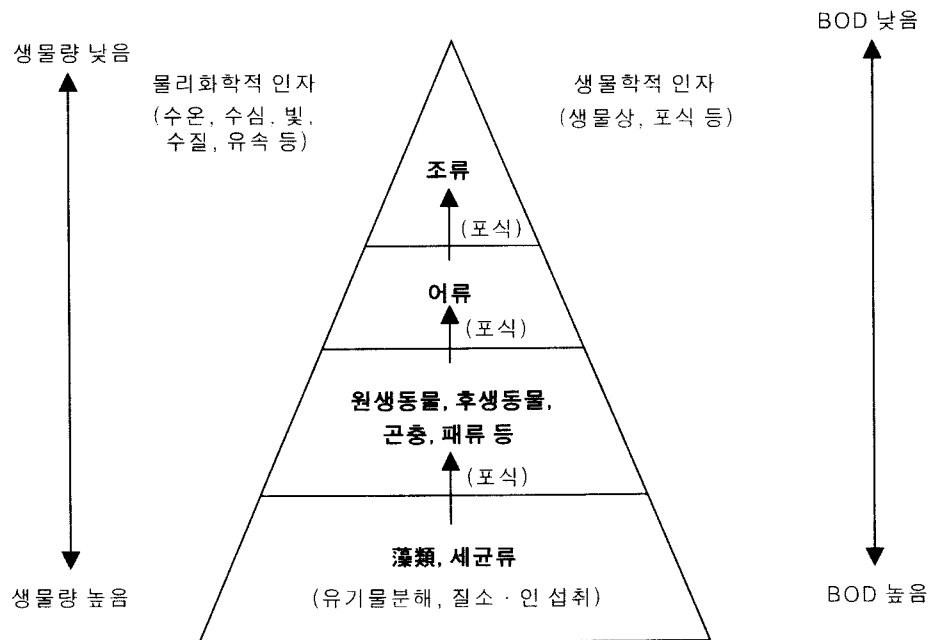 BOD 낮음
생물량 낮음
물리화학적 인자
(수온, 수심. 빛,
수질, 유속 등)
생물학적 인자
(생물상, 포식 등)
조류
(포식)
어류
(포식)
원생동물, 후생동물,
곤충, 패류 등
(포식)
藻類, 세균류
(유기물분해, 질소 · 인 섭취)
생물량 높음
BOD 높음